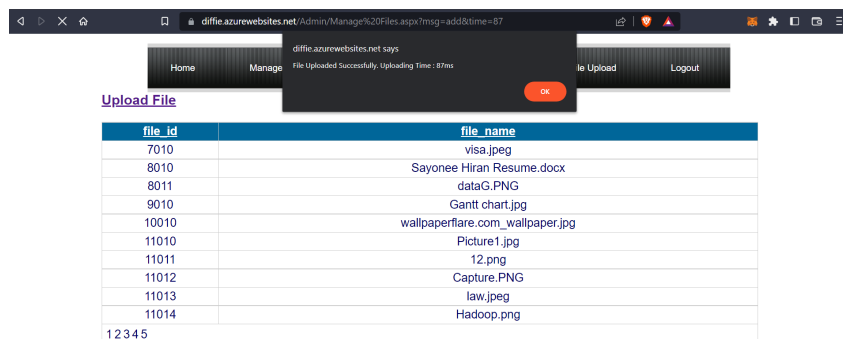 diffie.azurewebsites.net/Admin/Manage%20Files.aspx?msg=add&time=87
diffie.azurewebsites.net says
File Uploaded Successfully. Uploading Time : 87ms
OK
Home Manage le Upload Logout
Upload File
file_id file_name
7010 visa.jpeg
8010 Sayonee Hiran Resume.docx
8011 dataG.PNG
9010 Gantt chart.jpg
10010 wallpaperflare.com_wallpaper.jpg
11010 Picture1.jpg
11011 12.png
11012 Capture.PNG
11013 law.jpeg
11014 Hadoop.png
1 2 3 4 5